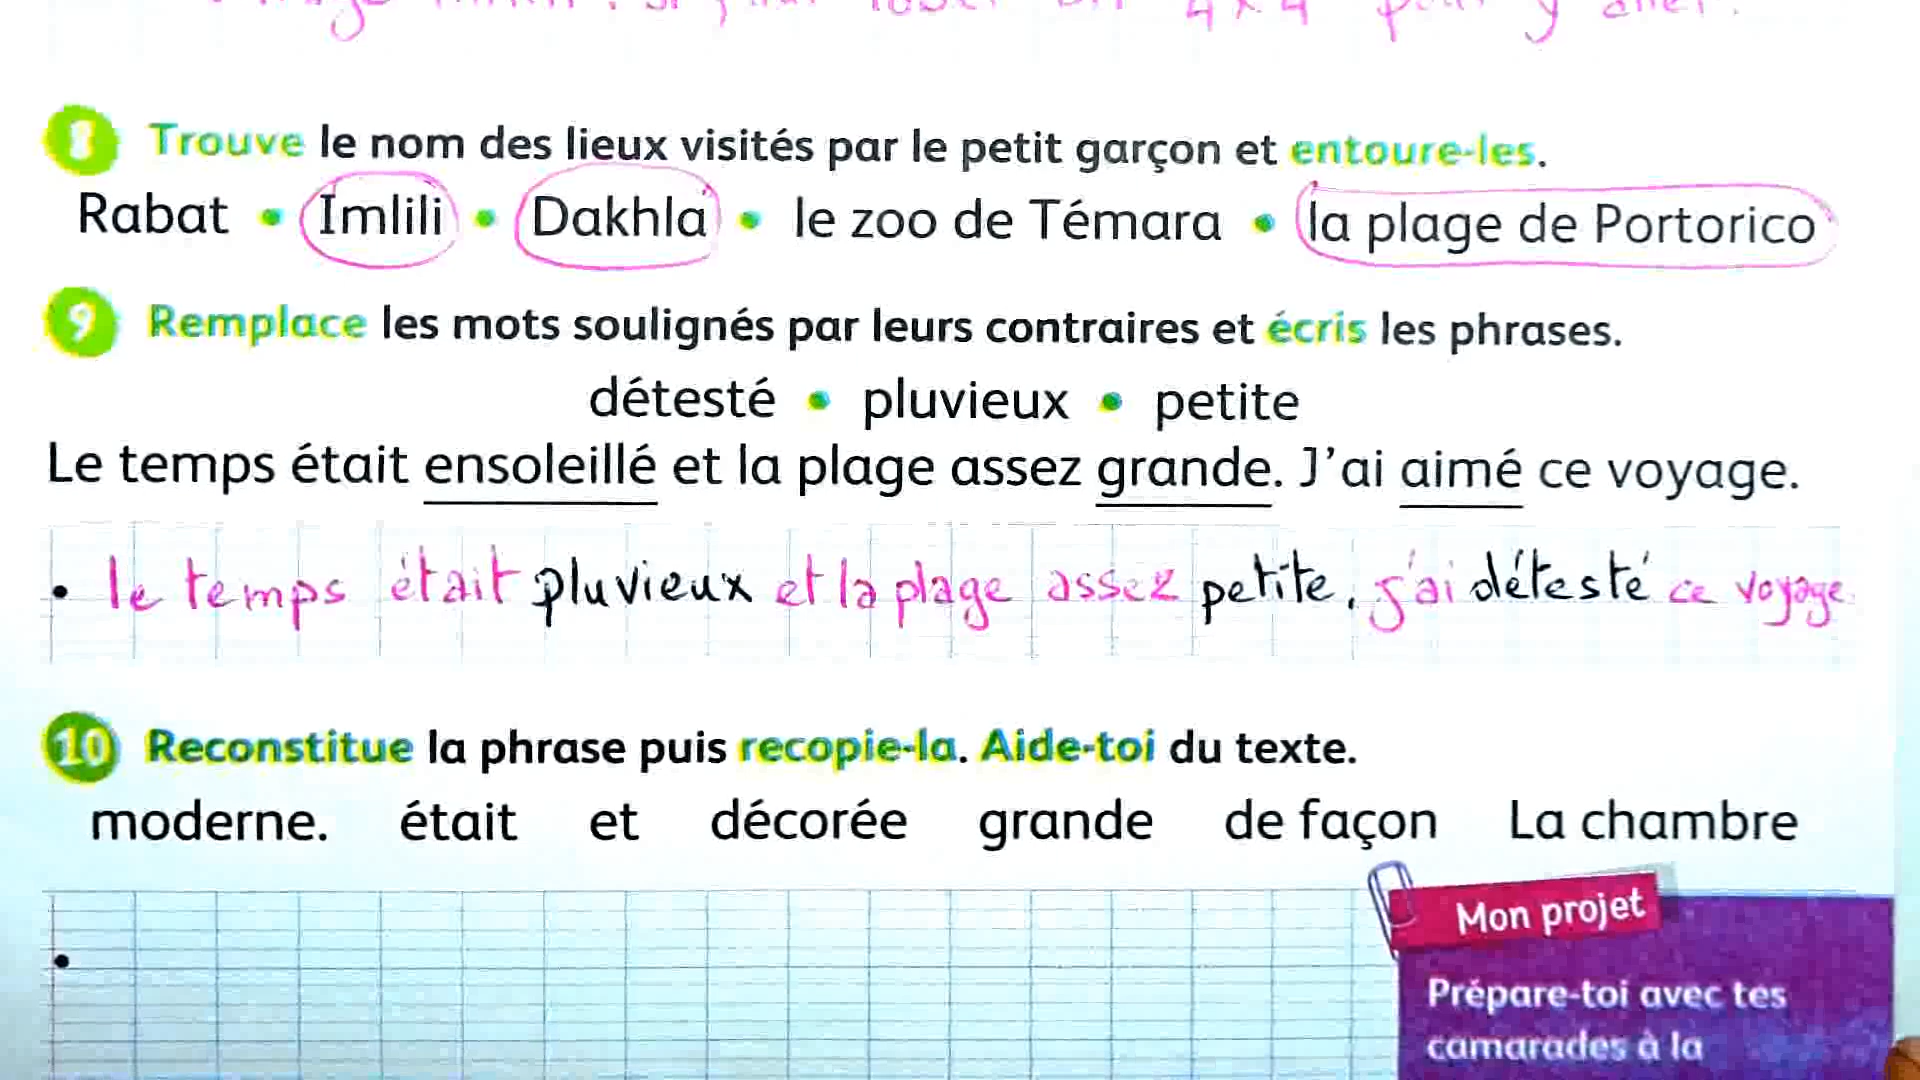 4x4 pour y aller.
8 Trouve le nom des lieux visités par le petit garçon et entoure-les.
Rabat • Imlili • Dakhla • le zoo de Témara • la plage de Portorico
9 Remplace les mots soulignés par leurs contraires et écris les phrases.
détesté • pluvieux • petite
Le temps était ensoleillé et la plage assez grande. J'ai aimé ce voyage.
• le temps était pluvieux et la plage assez petite. j'ai détesté ce voyage
10 Reconstitue la phrase puis recopie-la. Aide-toi du texte.
moderne. était et décorée grande de façon La chambre
•
Mon projet
Prépare-toi avec tes
camarades à la